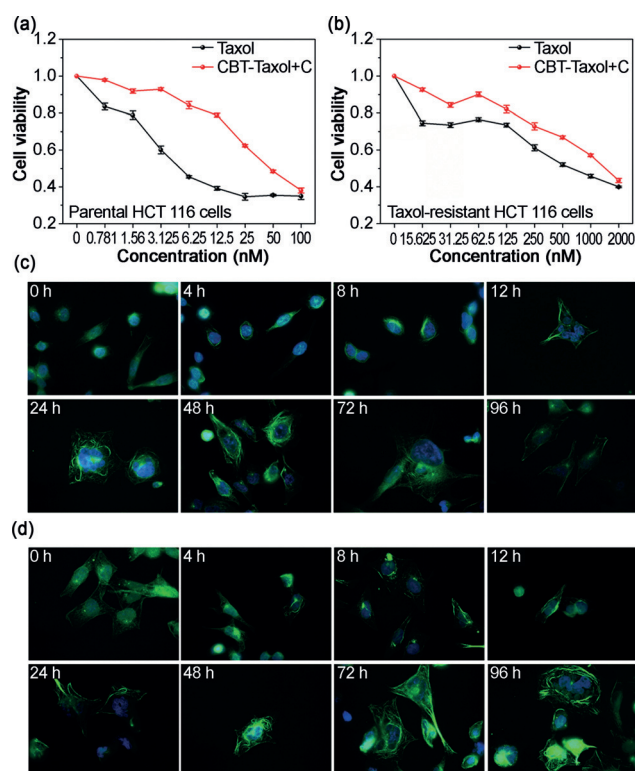 (a)
1.2
1.0
0.8
0.6
0.4
0.2
Cell viability
Taxol
CBT-Taxol+C
Parental HCT 116 cells
0 0.781 1.56 3.125 6.25 12.5 25 50 100
Concentration (nM)
(b)
1.2
1.0
0.8
0.6
0.4
0.2
Cell viability
Taxol
CBT-Taxol+C
Taxol-resistant HCT 116 cells
0 15.625 31.25 62.5 125 250 500 1000 2000
Concentration (nM)
(c)
0 h 4 h 8 h 12 h
24 h 48 h 72 h 96 h
(d)
0 h 4 h 8 h 12 h
24 h 48 h 72 h 96 h